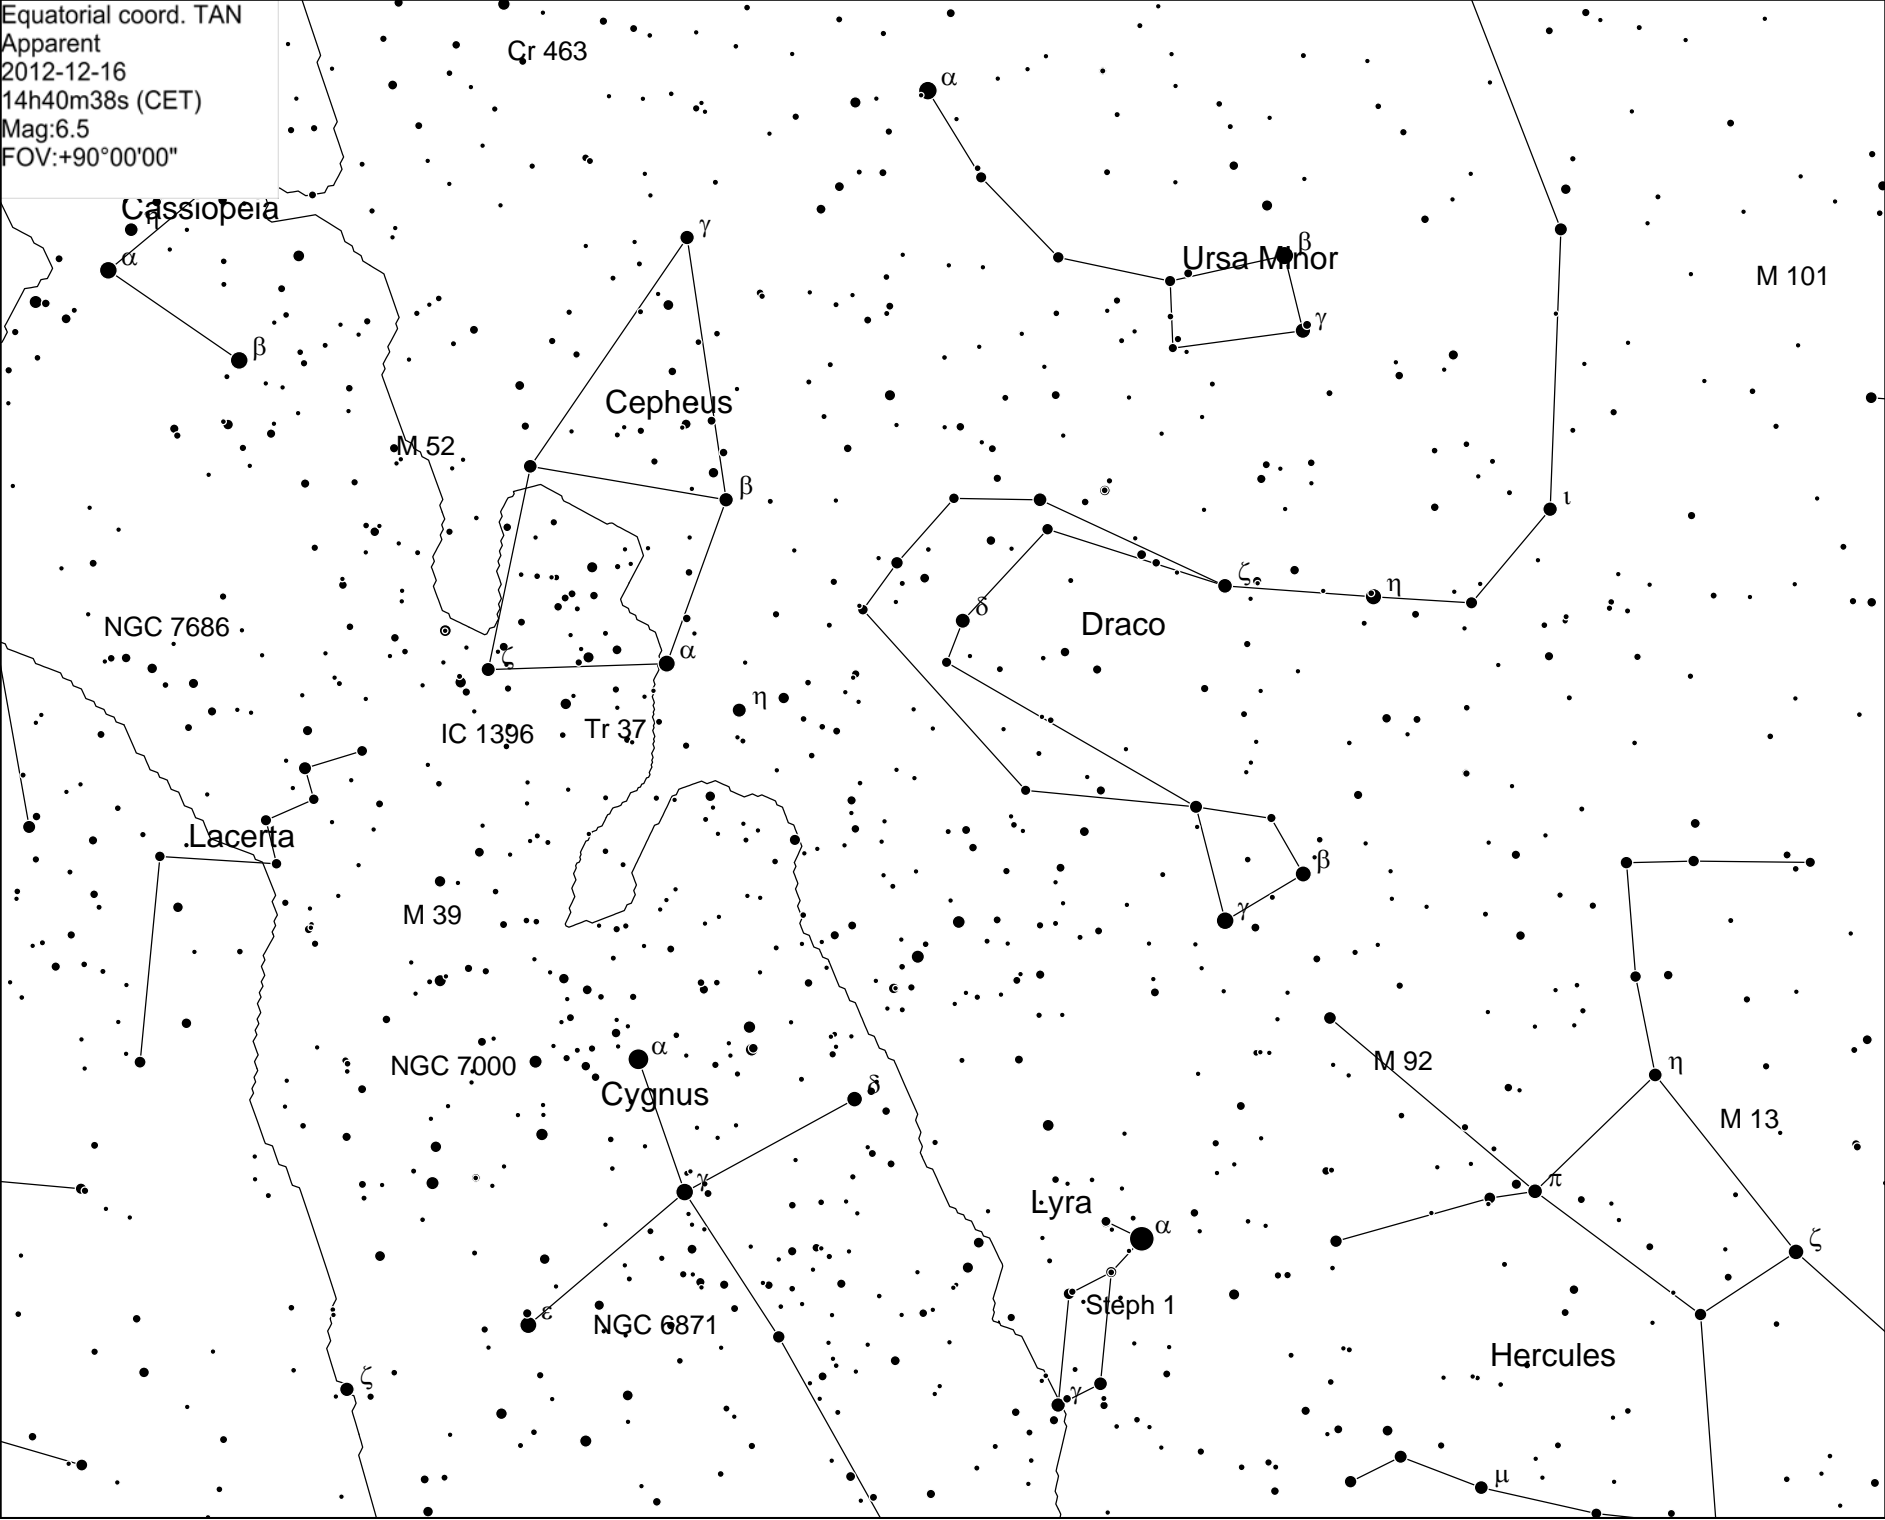 Equatorial coord. TAN
Apparent
2012-12-16
14h40m38s (CET)
Mag:6.5
FOV:+90°00'00"
Cr 463
α
Cassiopeia
η
α
β
γ
Ursa Minor
β
γ
M 101
Cepheus
M 52
β
ι
ζ
η
δ
Draco
NGC 7686
ζ
α
η
IC 1396
Tr 37
Lacerta
β
γ
M 39
α
NGC 7000
Cygnus
δ
M 92
η
M 13
γ
π
Lyra
α
ζ
Steph 1
ε
NGC 6871
Hercules
ζ
γ
μ